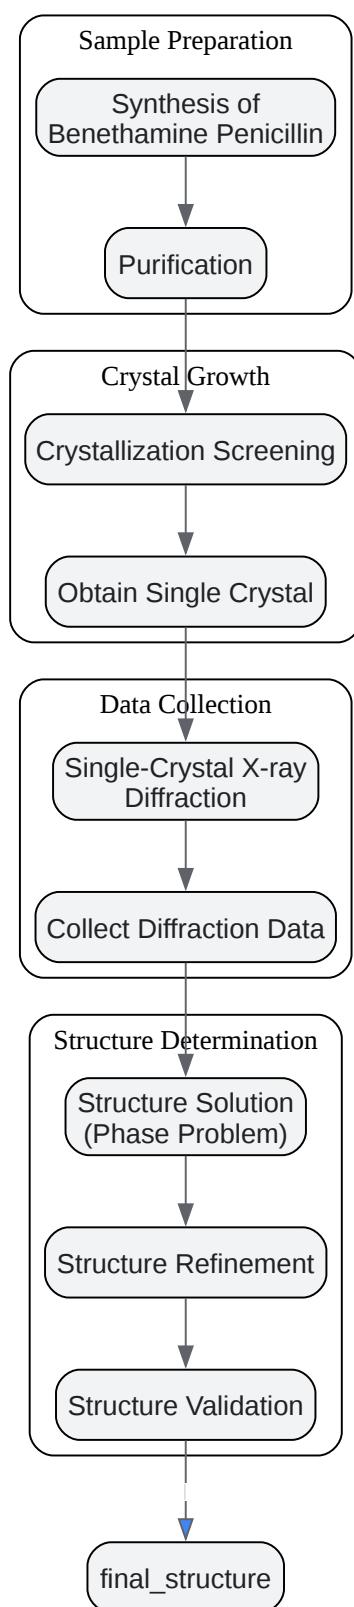 Sample Preparation
Synthesis of
Benethamine Penicillin
Purification
Crystal Growth
Crystallization Screening
Obtain Single Crystal
Data Collection
Single-Crystal X-ray
Diffraction
Collect Diffraction Data
Structure Determination
Structure Solution
(Phase Problem)
Structure Refinement
Structure Validation
final_structure